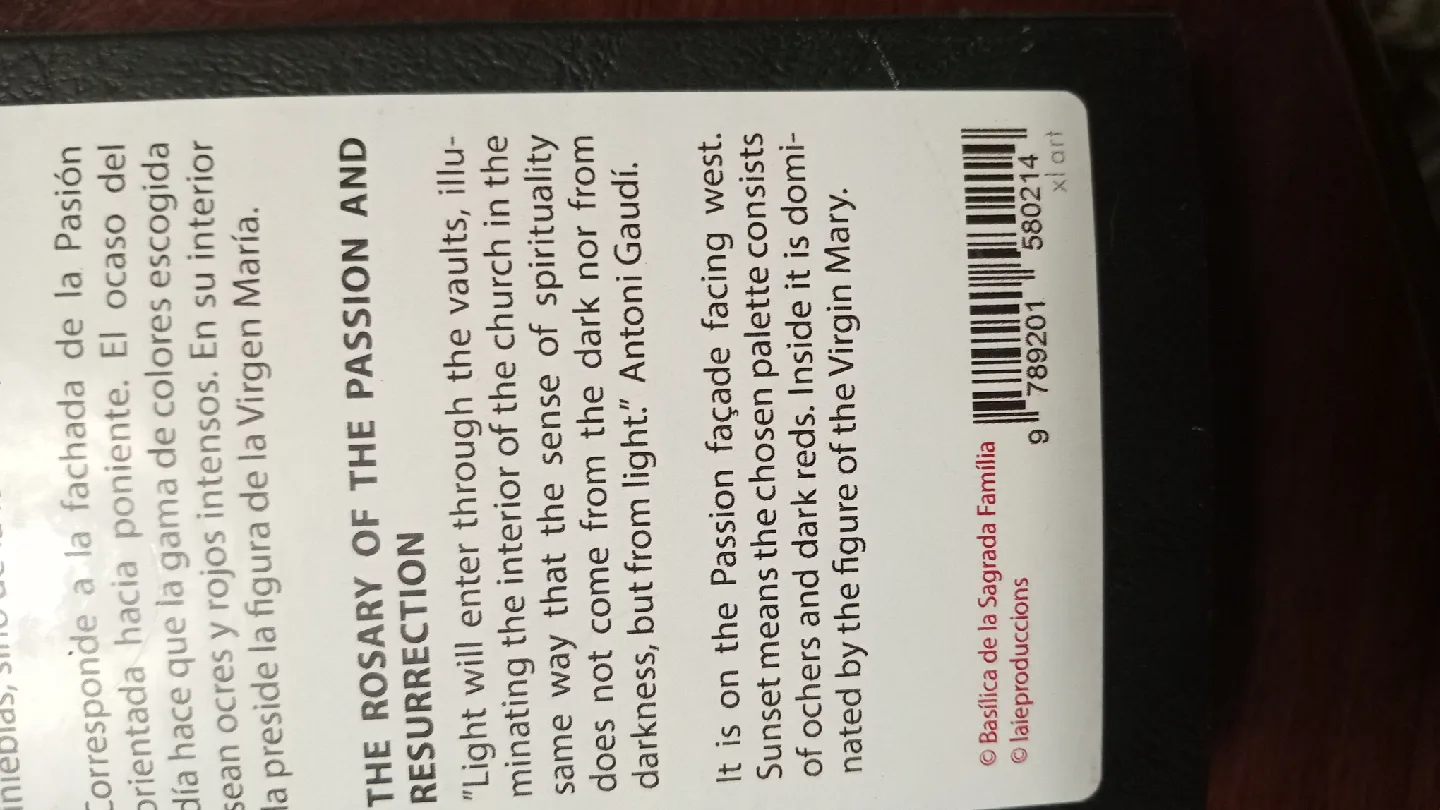 Corresponde a la fachada de la Pasión
orientada hacia poniente. El ocaso del
día hace que la gama de colores escogida
sean ocres y rojos intensos. En su interior
la preside la figura de la Virgen María.
THE ROSARY OF THE PASSION AND
RESURRECTION
"Light will enter through the vaults, illu-
minating the interior of the church in the
same way that the sense of spirituality
does not come from the dark nor from
darkness, but from light." Antoni Gaudí.
It is on the Passion façade facing west.
Sunset means the chosen palette consists
of ochers and dark reds. Inside it is domi-
nated by the figure of the Virgin Mary.
© Basílica de la Sagrada Família
© laieproduccions
9 789201 580214
xl art